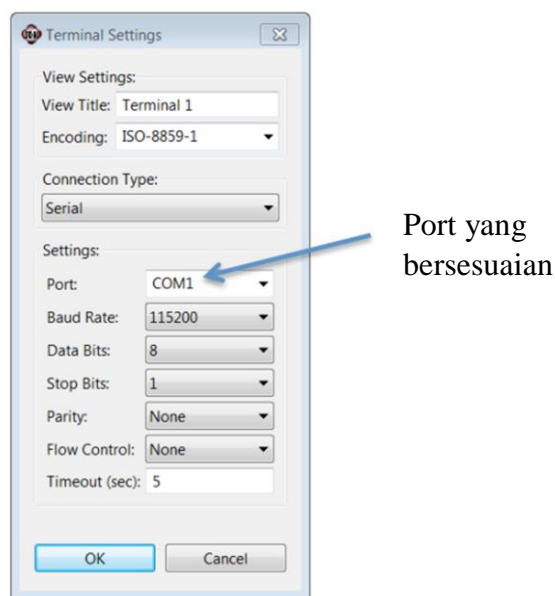 Terminal Settings
View Settings:
View Title: Terminal 1
Encoding: ISO-8859-1
Connection Type:
Serial
Settings:
Port: COM1
Baud Rate: 115200
Data Bits: 8
Stop Bits: 1
Parity: None
Flow Control: None
Timeout (sec): 5
OK Cancel
Port yang
bersesuaian